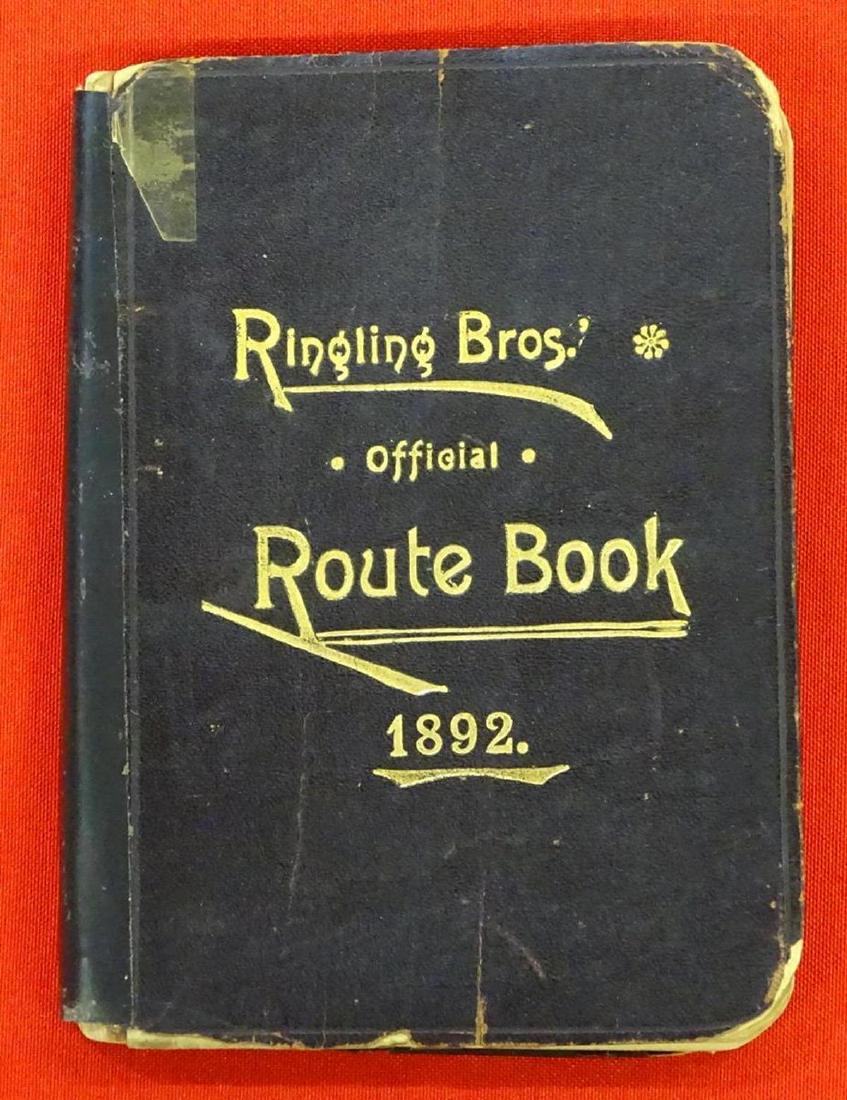 Ringling Bros.'
• Official •
Route Book
1892.